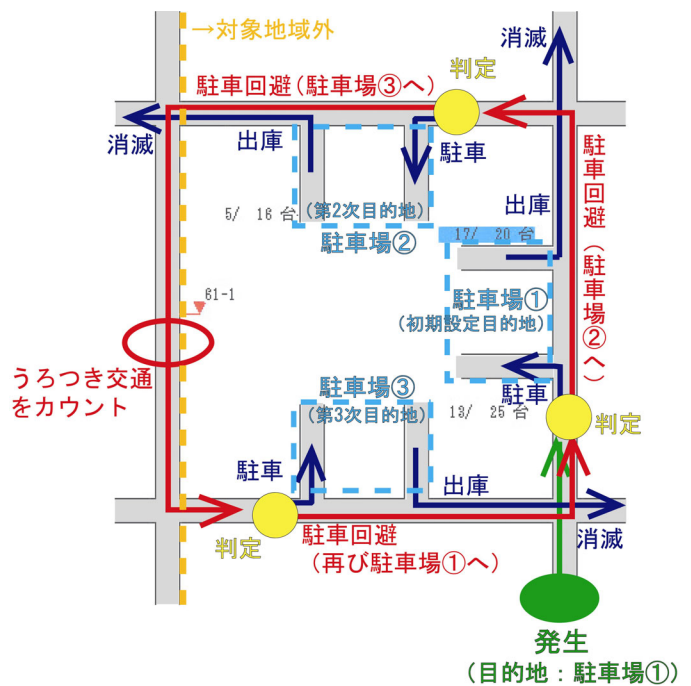 →対象地域外
消滅
判定
駐車回避(駐車場③へ)
消滅
出庫
駐車
駐車回避(駐車場②へ)
(第2次目的地)
5/ 16 台
駐車場②
出庫
17/ 20 台
駐車場①
(初期設定目的地)
61-1
うろつき交通
をカウント
駐車場③
(第3次目的地)
駐車
13/ 25 台
判定
駐車
出庫
判定
駐車回避
(再び駐車場①へ)
消滅
発生
(目的地：駐車場①)